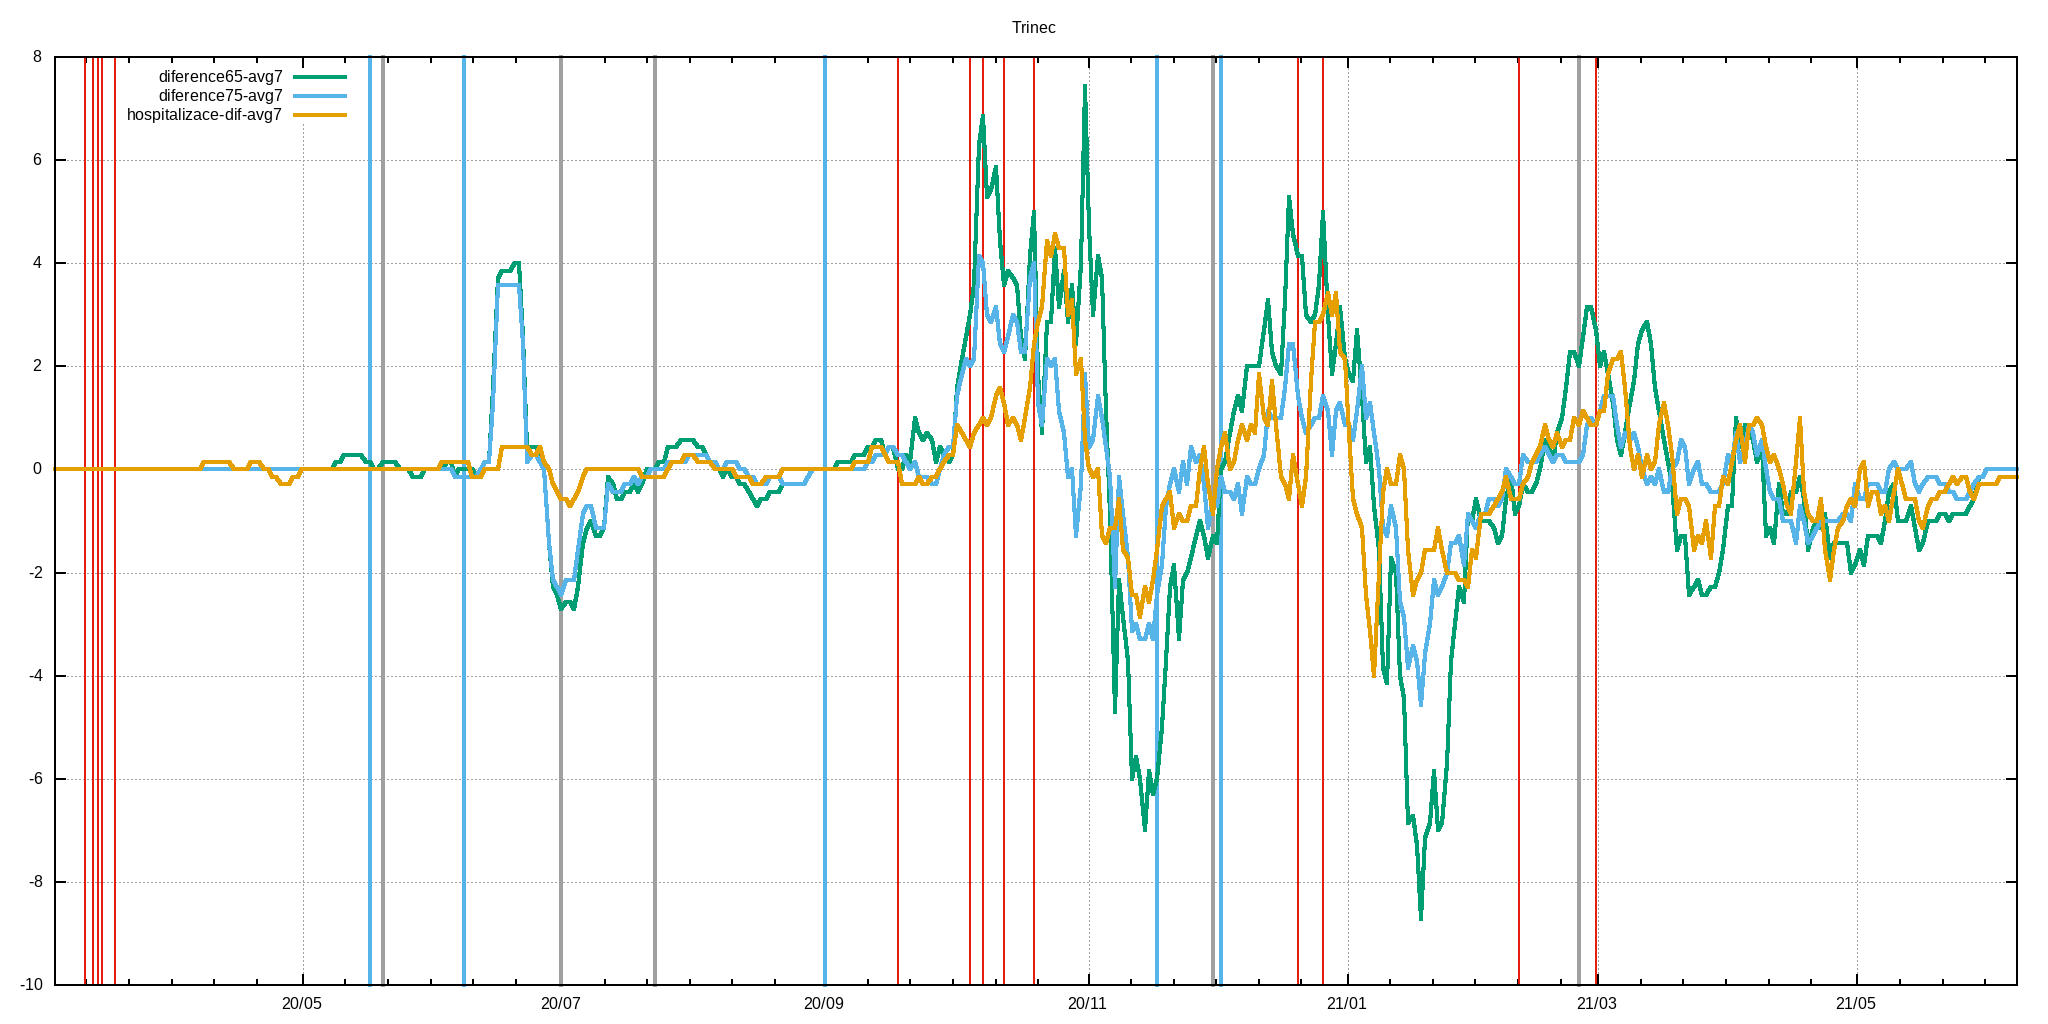 Trinec
8
diference65-avg7
diference75-avg7
hospitalizace-dif-avg7
6
4
2
0
-2
-4
-6
-8
-10
20/05 20/07 20/09 20/11 21/01 21/03 21/05